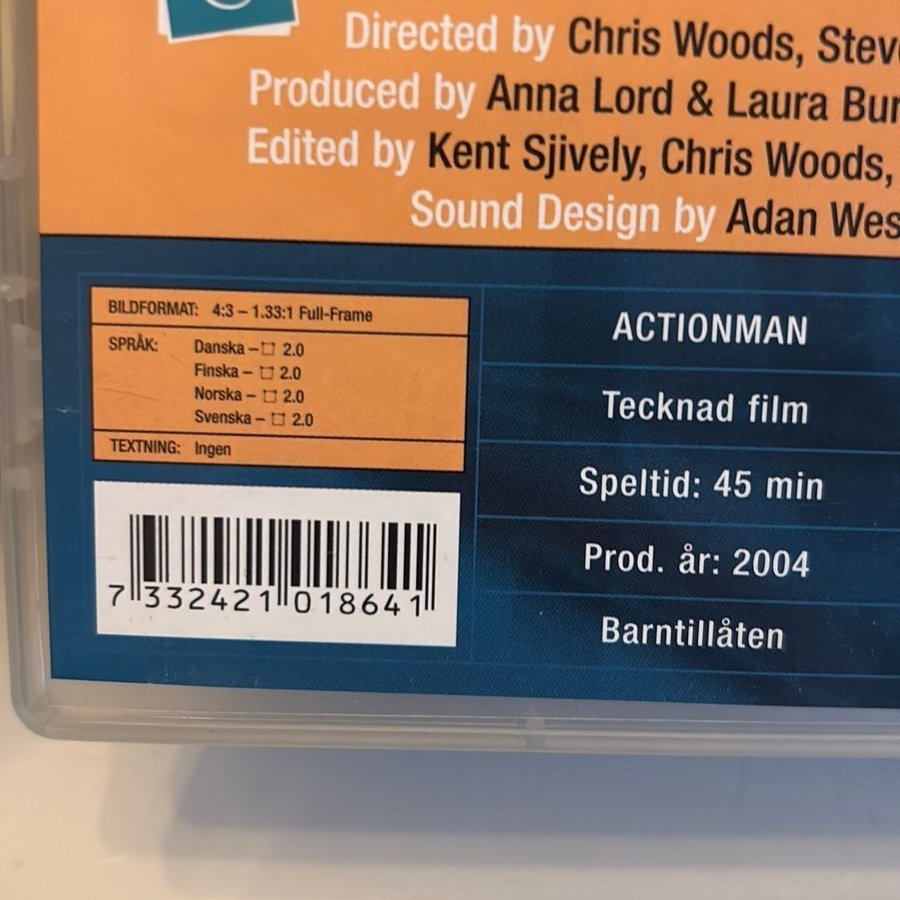 Directed by Chris Woods,
Produced by Anna Lord & Laura
Edited by Kent Sjively, Chris Woods,
Sound Design by Adan
BILDFORMAT: 4:3 – 1.33:1 Full-Frame
SPRÅK: Danska – 2.0
Finska – 2.0
Norska – 2.0
Svenska – 2.0
TEXTNING: Ingen
7 332421 018641
ACTIONMAN
Tecknad film
Speltid: 45 min
Prod. år: 2004
Barntillåten